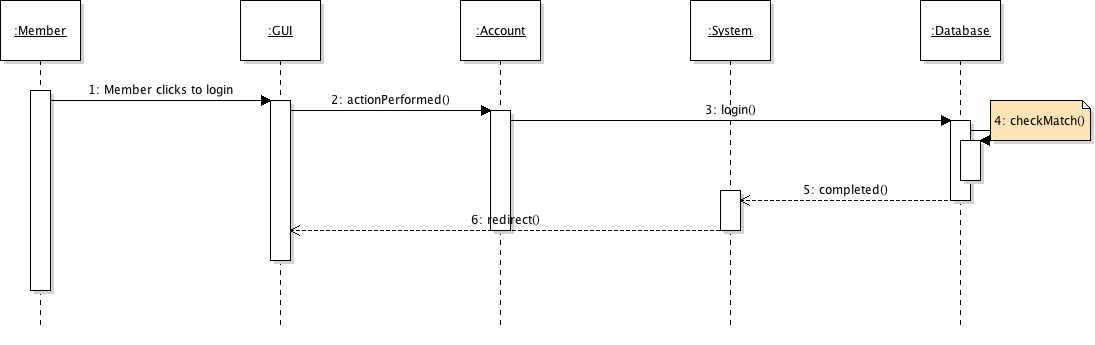 :Member
:GUI
:Account
:System
:Database
1: Member clicks to login
2: actionPerformed()
3: login()
4: checkMatch()
5: completed()
6: redirect()